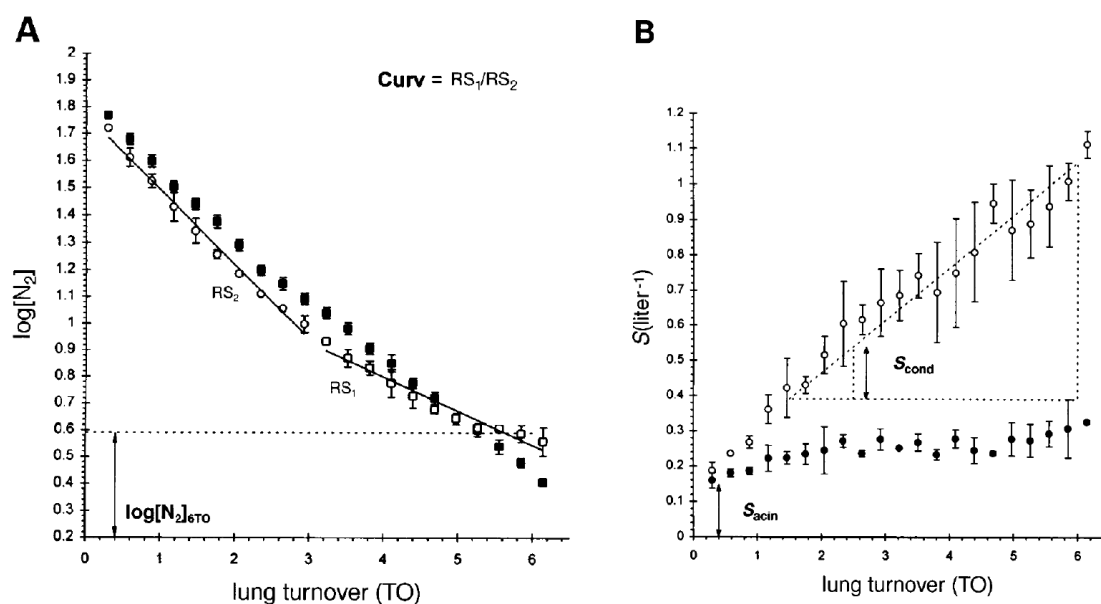 A
Curv = RS₁/RS₂
log[N₂]
2
1.9
1.8
1.7
1.6
1.5
1.4
1.3
1.2
1.1
1
0.9
0.8
0.7
0.6
0.5
0.4
0.3
0.2
RS₂
RS₁
log[N₂]₆TO
0 1 2 3 4 5 6
lung turnover (TO)
B
S(liter⁻¹)
1.2
1.1
1
0.9
0.8
0.7
0.6
0.5
0.4
0.3
0.2
0.1
0
Scond
Sacin
0 1 2 3 4 5 6
lung turnover (TO)